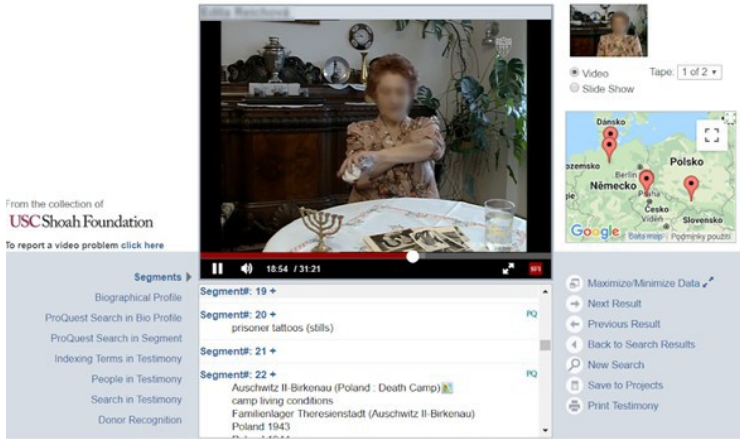 Video
Tape: 1 of 2
Slide Show
Dánsko
ozemsko
Berlin
Polsko
Německo
Praha
gie
Česko
Vídeň
Slovensko
Google
Data map
Podmínky použití
From the collection of
USC Shoah Foundation
To report a video problem click here
18:54 / 31:21
SFI
Segments
Biographical Profile
ProQuest Search in Bio Profile
ProQuest Search in Segment
Indexing Terms in Testimony
People in Testimony
Search in Testimony
Donor Recognition
Segment#: 19 +
Segment#: 20 +
PQ
prisoner tattoos (stills)
Segment#: 21 +
Segment#: 22 +
PQ
Auschwitz II-Birkenau (Poland : Death Camp)
camp living conditions
Familienlager Theresienstadt (Auschwitz II-Birkenau)
Poland 1943
Maximize/Minimize Data
Next Result
Previous Result
Back to Search Results
New Search
Save to Projects
Print Testimony